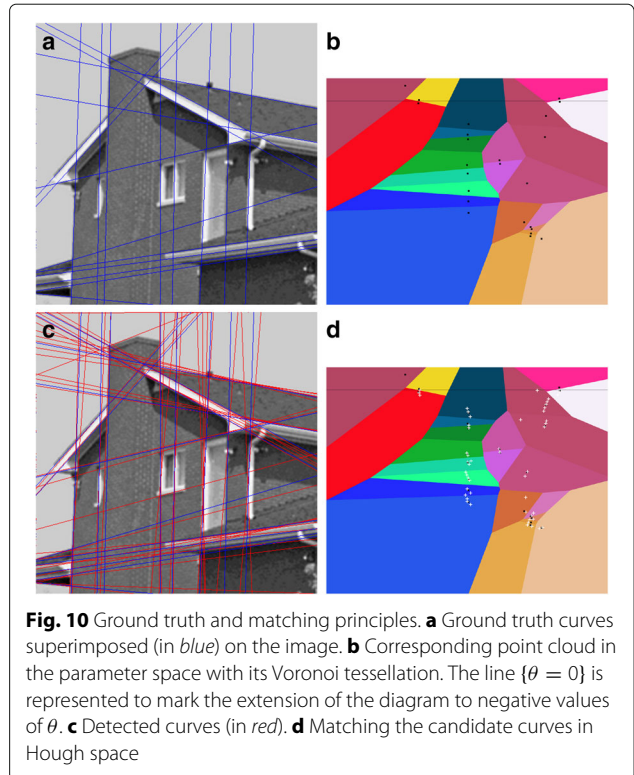 a
b
c
d
Fig. 10 Ground truth and matching principles. a Ground truth curves
superimposed (in blue) on the image. b Corresponding point cloud in
the parameter space with its Voronoi tessellation. The line {θ = 0} is
represented to mark the extension of the diagram to negative values
of θ. c Detected curves (in red). d Matching the candidate curves in
Hough space